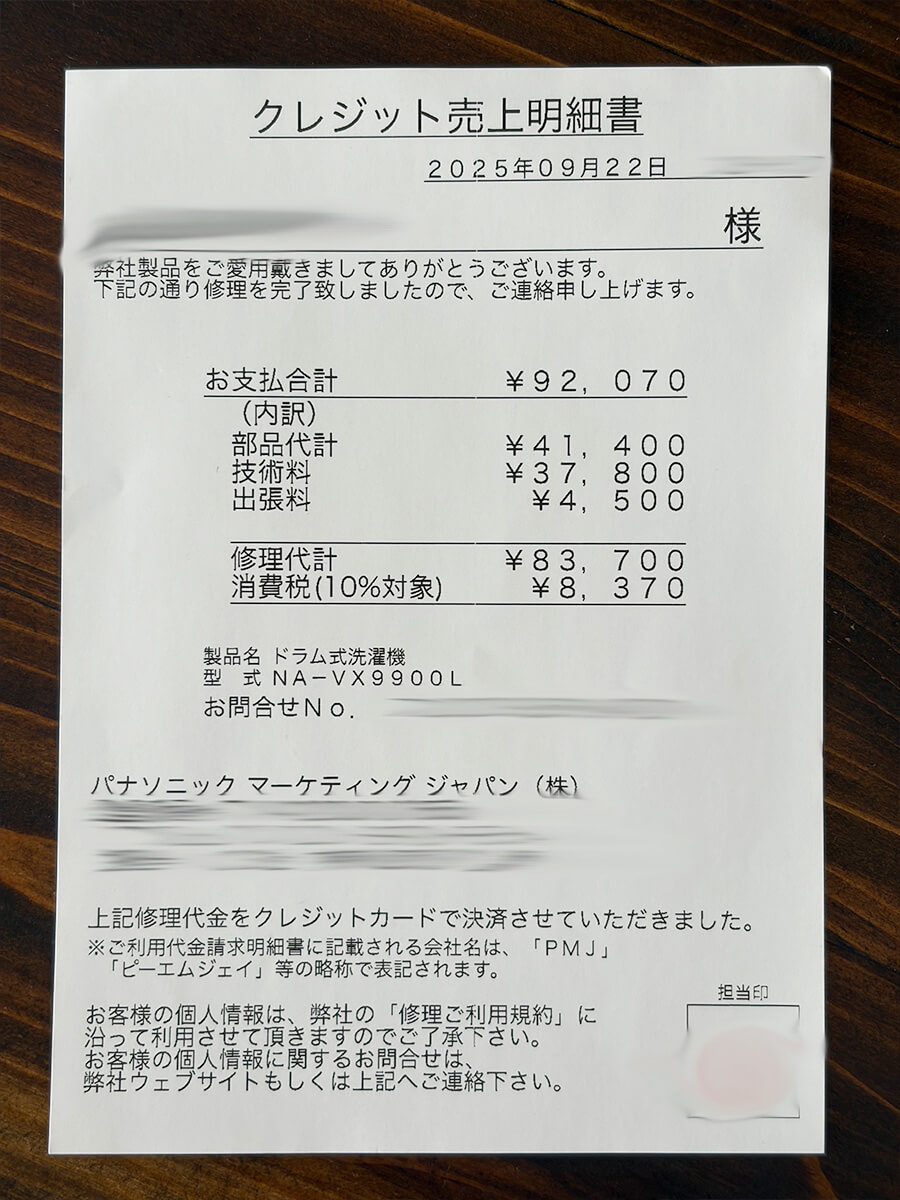 クレジット売上明細書
2025年09月22日
様
弊社製品をご愛用戴きましてありがとうございます。
下記の通り修理を完了致しましたので、ご連絡申し上げます。
お支払合計 ¥92,070
(内訳)
部品代計 ¥41,400
技術料 ¥37,800
出張料 ¥4,500
修理代計 ¥83,700
消費税(10%対象) ¥8,370
製品名 ドラム式洗濯機
型 式 NA-VX9900L
お問合せNo.
パナソニック マーケティング ジャパン(株)
上記修理代金をクレジットカードで決済させていただきました。
※ご利用代金請求明細書に記載される会社名は、「PMJ」
「ピーエムジェイ」等の略称で表記されます。
担当印
お客様の個人情報は、弊社の「修理ご利用規約」に
沿って利用させて頂きますのでご了承下さい。
お客様の個人情報に関するお問合せは、
弊社ウェブサイトもしくは上記へご連絡下さい。